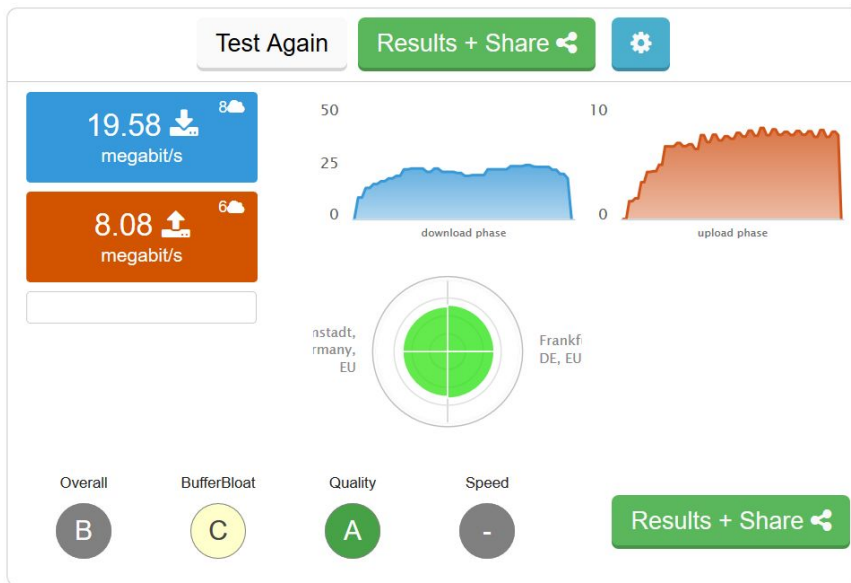 Test Again
Results + Share
8
19.58
megabit/s
6
8.08
megabit/s
50
25
0
download phase
10
0
upload phase
nstadt,
rmany,
EU
Frankf
DE, EU
Overall
BufferBloat
Quality
Speed
B
C
A
-
Results + Share